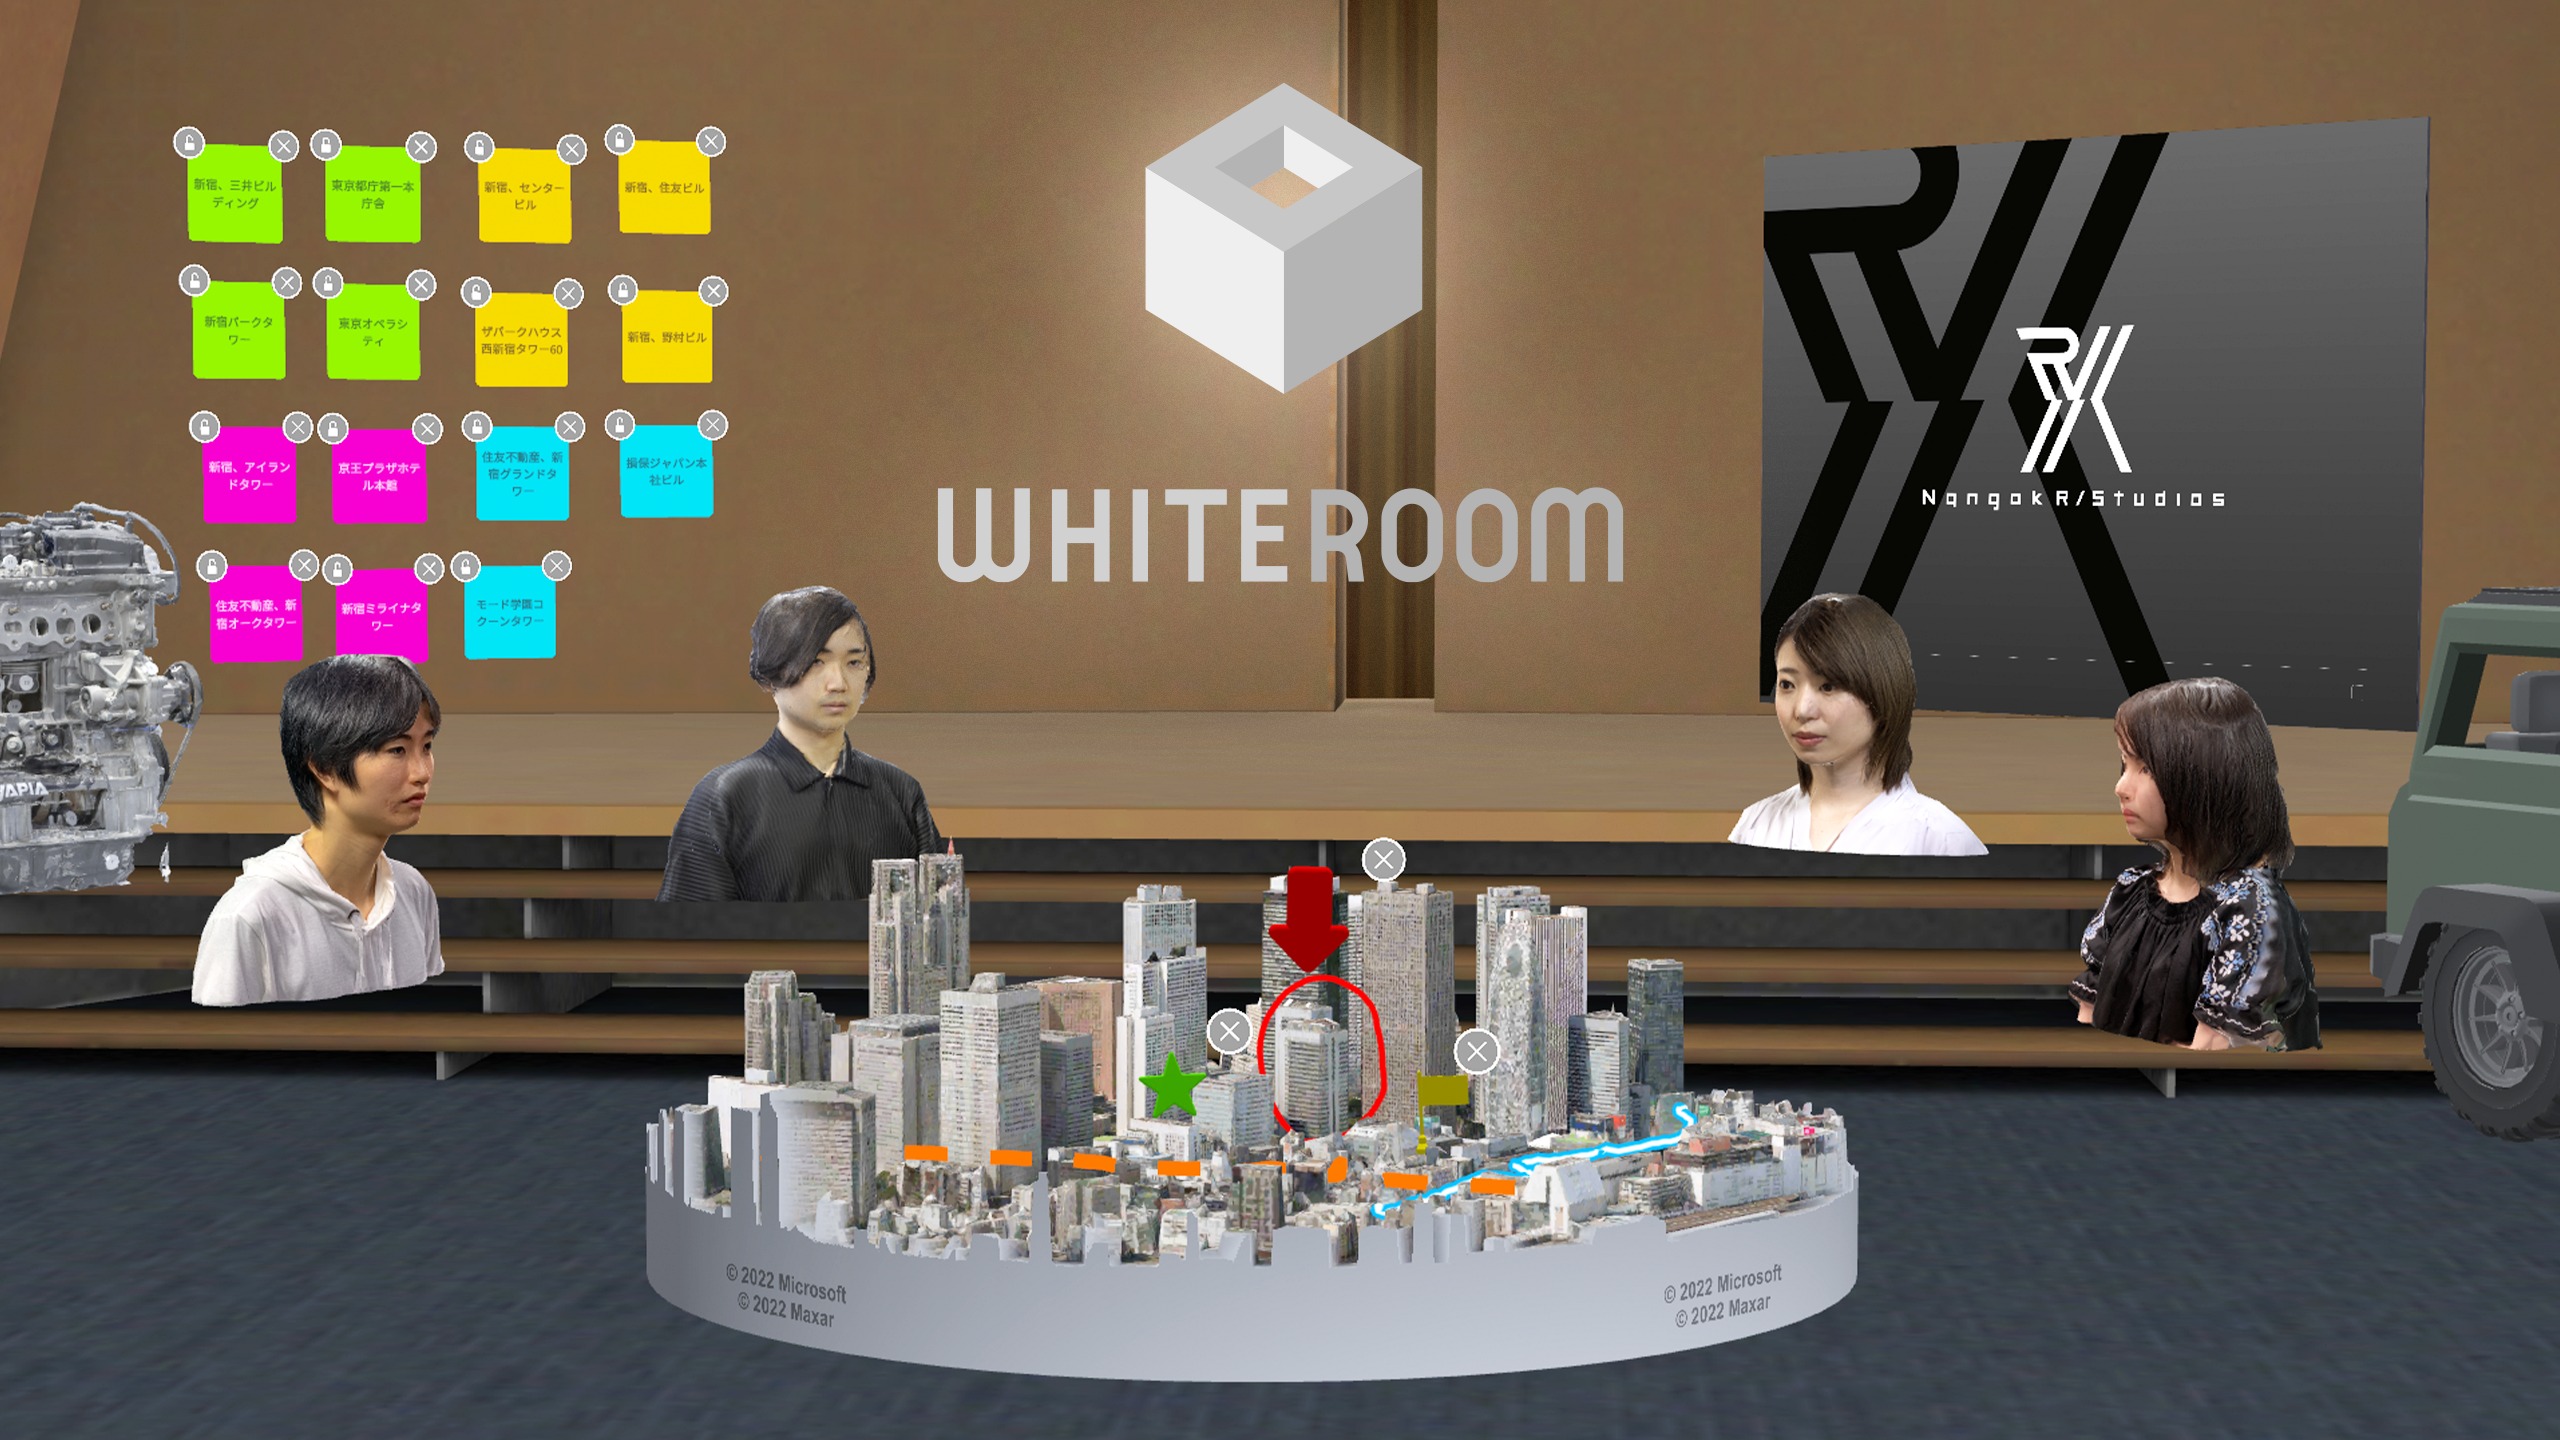 新宿、三井ビル
ディング
東京都庁第一本
庁舎
新宿、センター
ビル
新宿、住友ビル
新宿パークタ
ワー
東京オペラシ
ティ
ザパークハウス
西新宿タワー60
新宿、野村ビル
新宿、アイラン
ドタワー
京王プラザホテ
ル本館
住友不動産、新
宿グランドタ
ワー
損保ジャパン本
社ビル
住友不動産、新
宿オークタワー
新宿ミライナタ
ワー
モード学園コ
クーンタワー
WHITEROOM
NangokR/Studios
APIA
© 2022 Microsoft
© 2022 Maxar
© 2022 Microsoft
© 2022 Maxar